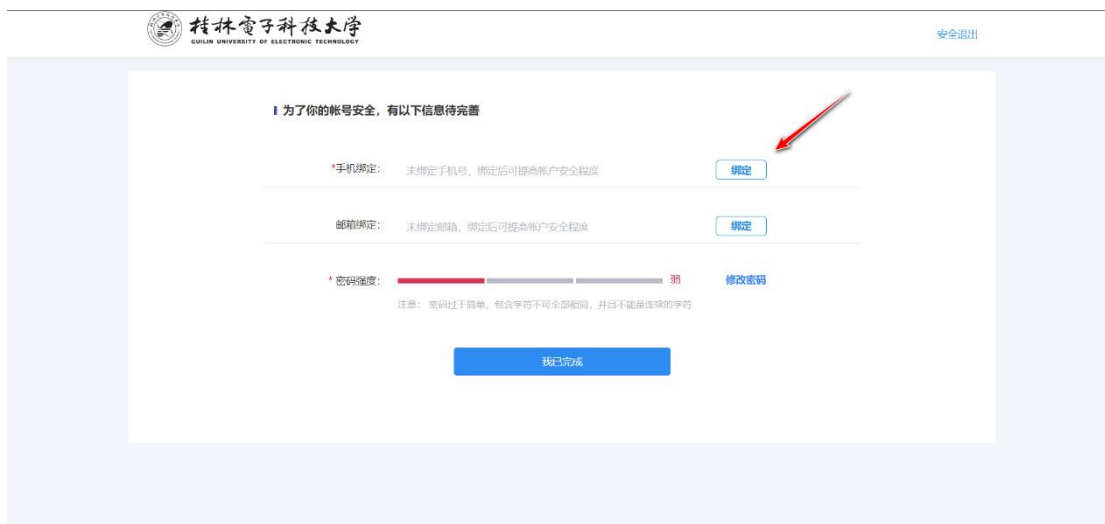 桂林电子科技大学
GUILIN UNIVERSITY OF ELECTRONIC TECHNOLOGY
安全退出
为了你的帐号安全，有以下信息待完善
*手机绑定： 未绑定手机号，绑定后可提高帐户安全程度 绑定
邮箱绑定： 未绑定邮箱，绑定后可提高帐户安全程度 绑定
* 密码强度： 弱 修改密码
注意： 密码过于简单，包含字符不可全部相同，并且不能是连续的字符
我已完成